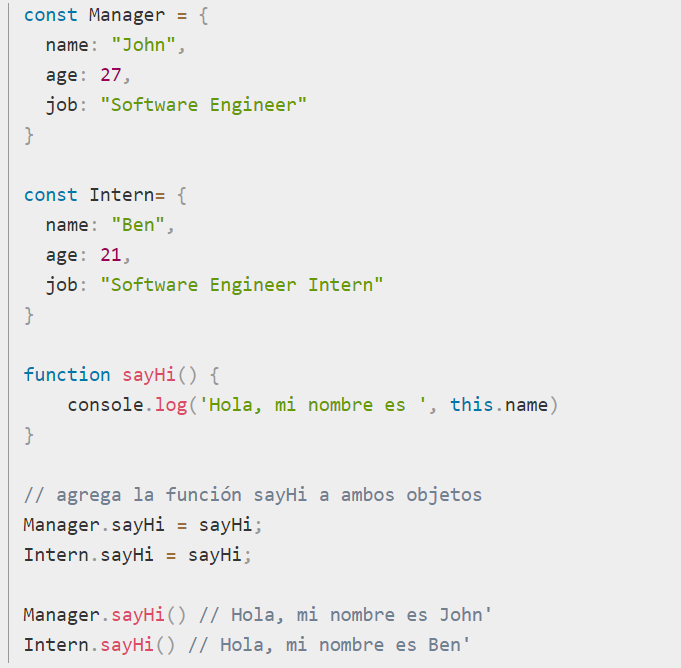 const Manager = {
  name: "John",
  age: 27,
  job: "Software Engineer"
}

const Intern= {
  name: "Ben",
  age: 21,
  job: "Software Engineer Intern"
}

function sayHi() {
    console.log('Hola, mi nombre es ', this.name)
}

// agrega la función sayHi a ambos objetos
Manager.sayHi = sayHi;
Intern.sayHi = sayHi;

Manager.sayHi() // Hola, mi nombre es John'
Intern.sayHi() // Hola, mi nombre es Ben'